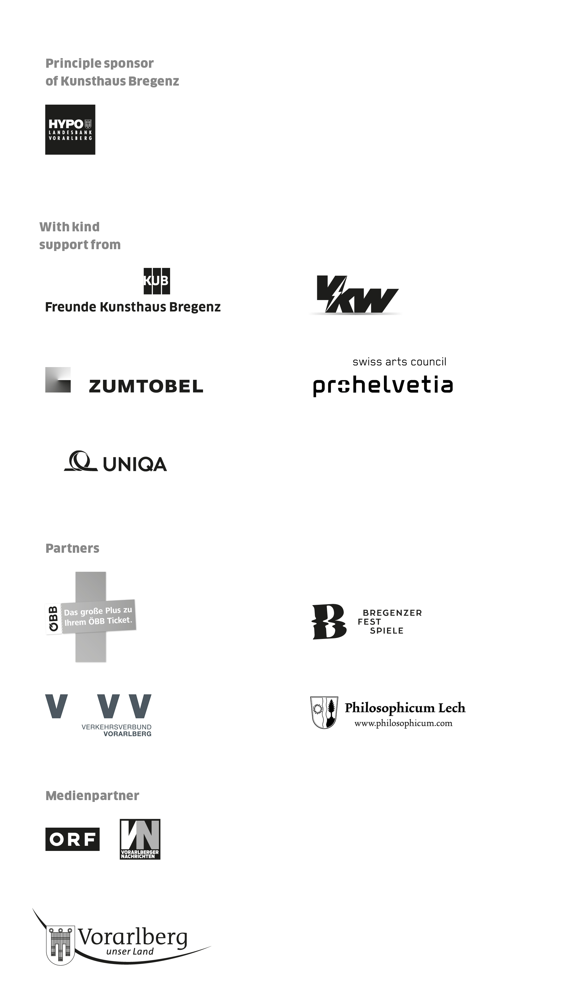 Principle sponsor
of Kunsthaus Bregenz
HYPO
LANDESBANK
VORARLBERG
With kind
support from
KUB
Freunde Kunsthaus Bregenz
VKW
ZUMTOBEL
swiss arts council
prohelvetia
UNIQA
Partners
ÖBB
Das große Plus zu
Ihrem ÖBB Ticket.
BREGENZER
FEST
SPIELE
V VV
VERKEHRSVERBUND
VORARLBERG
Philosophicum Lech
www.philosophicum.com
Medienpartner
ORF
VN
VORARLBERGER
NACHRICHTEN
Vorarlberg
unser Land